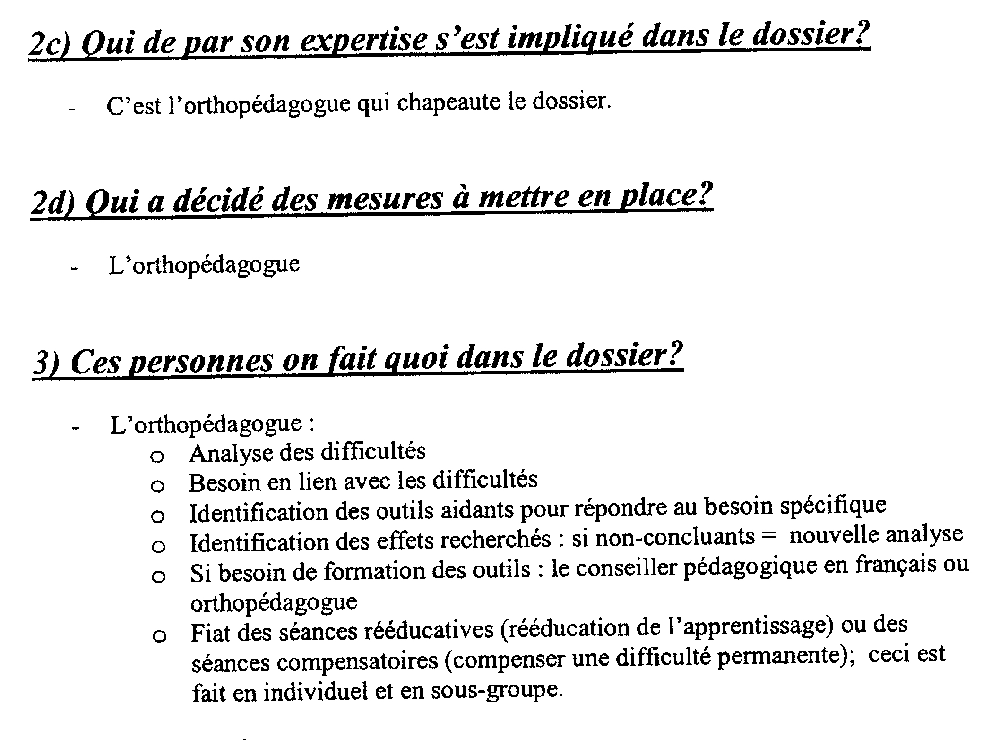 2c) Qui de par son expertise s’est impliqué dans le dossier?
- C’est l’orthopédagogue qui chapeaute le dossier.
2d) Qui a décidé des mesures à mettre en place?
- L’orthopédagogue
3) Ces personnes on fait quoi dans le dossier?
- L’orthopédagogue :
o Analyse des difficultés
o Besoin en lien avec les difficultés
o Identification des outils aidants pour répondre au besoin spécifique
o Identification des effets recherchés : si non-concluants = nouvelle analyse
o Si besoin de formation des outils : le conseiller pédagogique en français ou
orthopédagogue
o Fiat des séances rééducatives (rééducation de l’apprentissage) ou des
séances compensatoires (compenser une difficulté permanente); ceci est
fait en individuel et en sous-groupe.